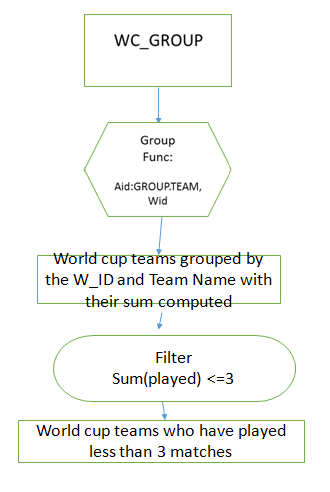 WC_GROUP
Group
Func:
Aid:GROUP.TEAM,
Wid
World cup teams grouped by
the W_ID and Team Name with
their sum computed
Filter
Sum(played) <=3
World cup teams who have played
less than 3 matches